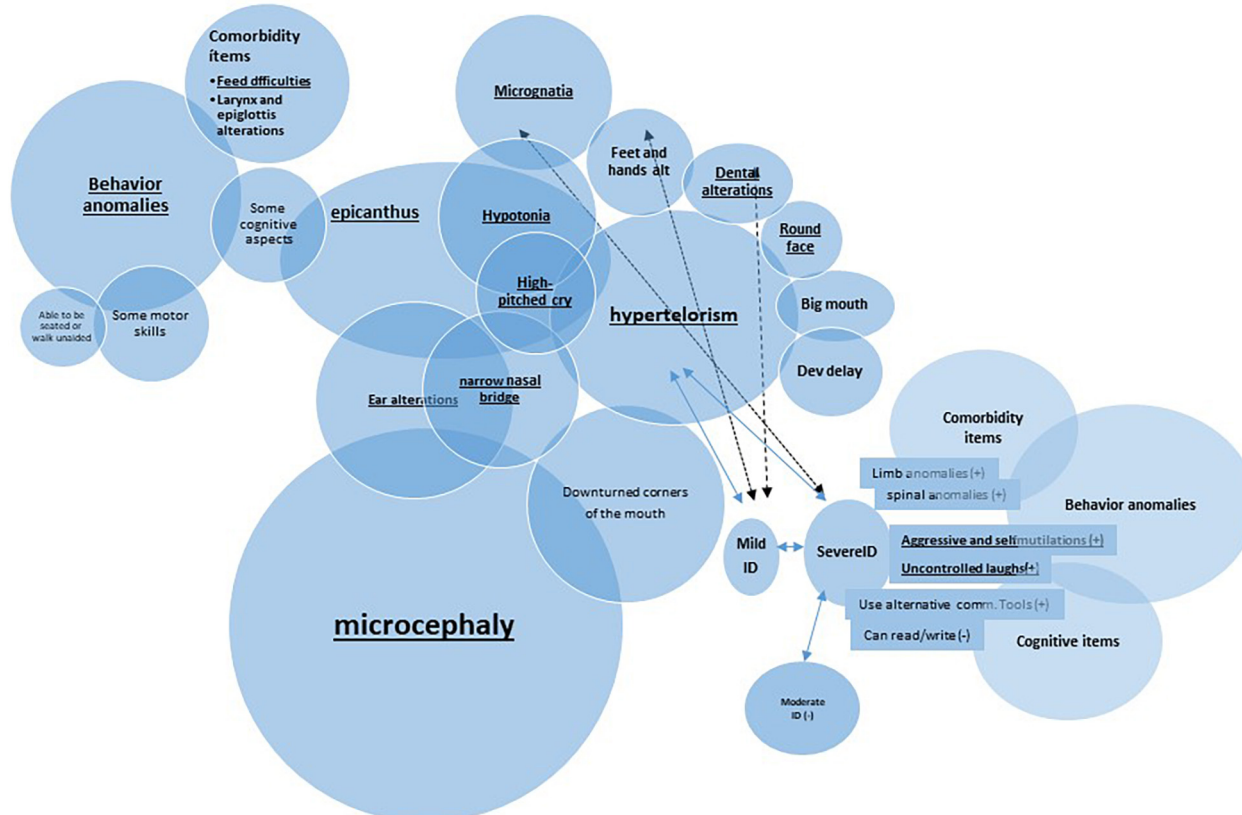 Comorbidity
ítems
•Feed dfficulties
•Larynx and
epiglottis
alterations
Behavior
anomalies
Some
cognitive
aspects
Able to be
seated or
walk unaided
Some motor
skills
epicanthus
Micrognatia
Hypotonia
High-
pitched cry
Feet and
hands alt
Dental
alterations
Round
face
Big mouth
Dev delay
hypertelorism
Ear alterations
narrow nasal
bridge
Downturned corners
of the mouth
microcephaly
Mild
ID
SevereID
Moderate
ID (-)
Comorbidity
items
Limb anomalies (+)
spinal anomalies (+)
Behavior anomalies
Aggressive and selfmutilations (+)
Uncontrolled laughs(+)
Use alternative comm. Tools (+)
Can read/write (-)
Cognitive items